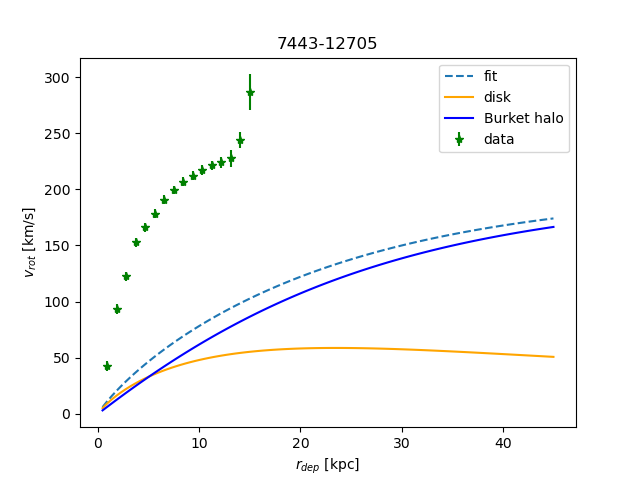 7443-12705
300
250
200
150
100
50
0
v_rot [km/s]
fit
disk
Burket halo
data
0 10 20 30 40
r_dep [kpc]